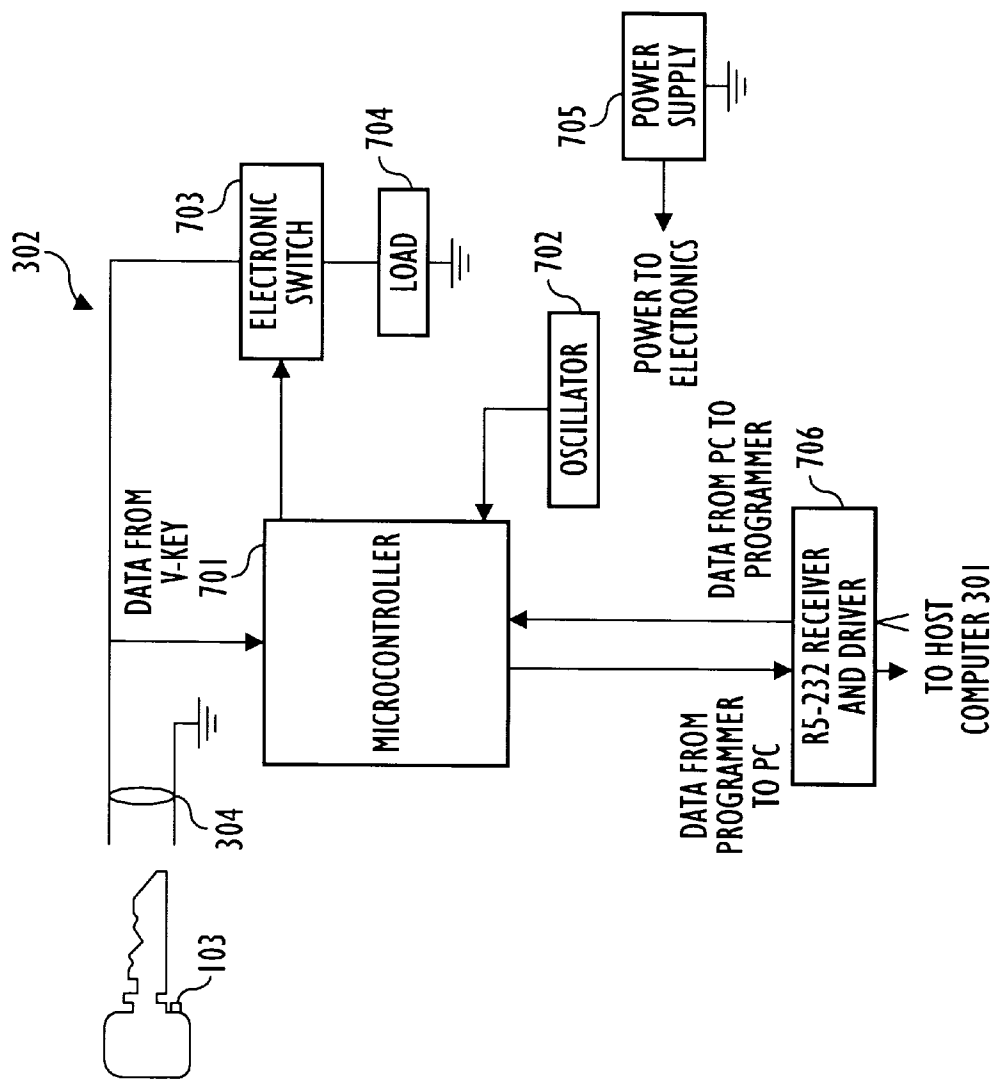 302
DATA FROM
V-KEY
701
703
ELECTRONIC
SWITCH
704
LOAD
304
103
MICROCONTROLLER
702
OSCILLATOR
705
POWER
SUPPLY
POWER TO
ELECTRONICS
DATA FROM
PROGRAMMER
TO PC
DATA FROM PC TO
PROGRAMMER
706
R5-232 RECEIVER
AND DRIVER
TO HOST
COMPUTER 301